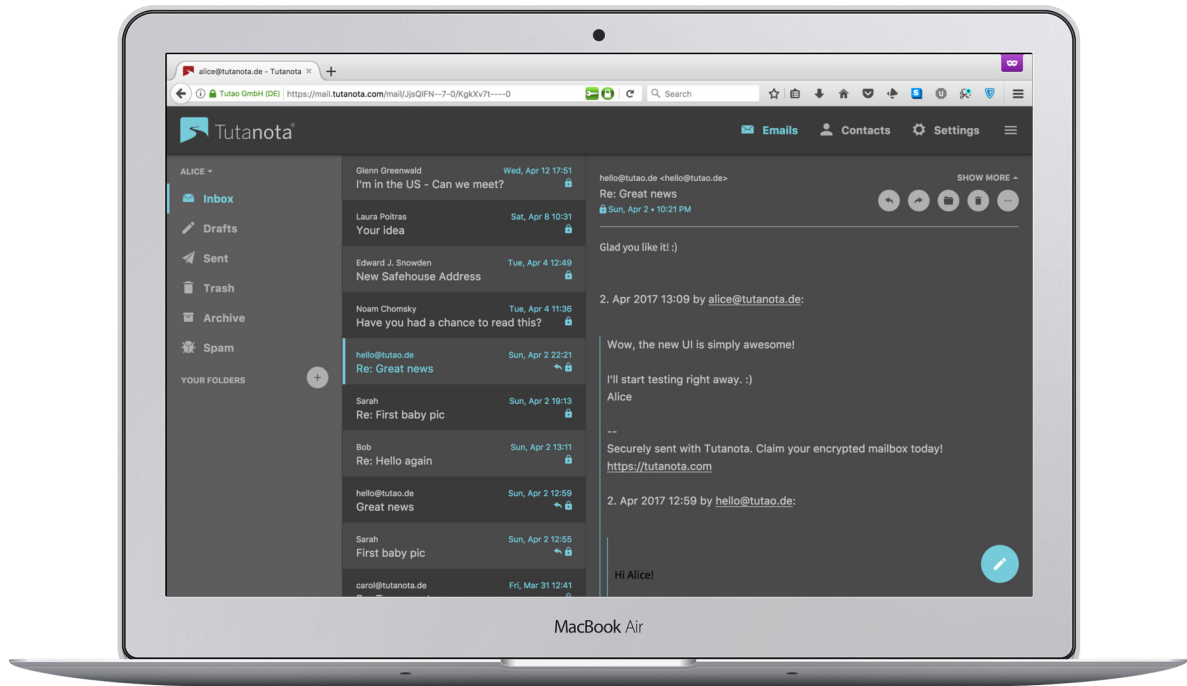 alice@tutanota.de - Tutanota
Tutao GmbH (DE) https://mail.tutanota.com/mail/JjsQlFN--7-0/KgkXv7t----0
Search
Tutanota
Emails Contacts Settings
ALICE
Inbox
Drafts
Sent
Trash
Archive
Spam
YOUR FOLDERS
Glenn Greenwald Wed, Apr 12 17:51
I'm in the US - Can we meet?
Laura Poitras Sat, Apr 8 10:31
Your idea
Edward J. Snowden Tue, Apr 4 12:49
New Safehouse Address
Noam Chomsky Tue, Apr 4 11:36
Have you had a chance to read this?
hello@tutao.de Sun, Apr 2 22:21
Re: Great news
Sarah Sun, Apr 2 19:13
Re: First baby pic
Bob Sun, Apr 2 13:11
Re: Hello again
hello@tutao.de Sun, Apr 2 12:59
Great news
Sarah Sun, Apr 2 12:55
First baby pic
carol@tutanota.de Fri, Mar 31 12:41
hello@tutao.de <hello@tutao.de> SHOW MORE
Re: Great news
Sun, Apr 2 • 10:21 PM
Glad you like it! :)
2. Apr 2017 13:09 by alice@tutanota.de:
Wow, the new UI is simply awesome!
I'll start testing right away. :)
Alice
--
Securely sent with Tutanota. Claim your encrypted mailbox today!
https://tutanota.com
2. Apr 2017 12:59 by hello@tutao.de:
Hi Alice!
MacBook Air